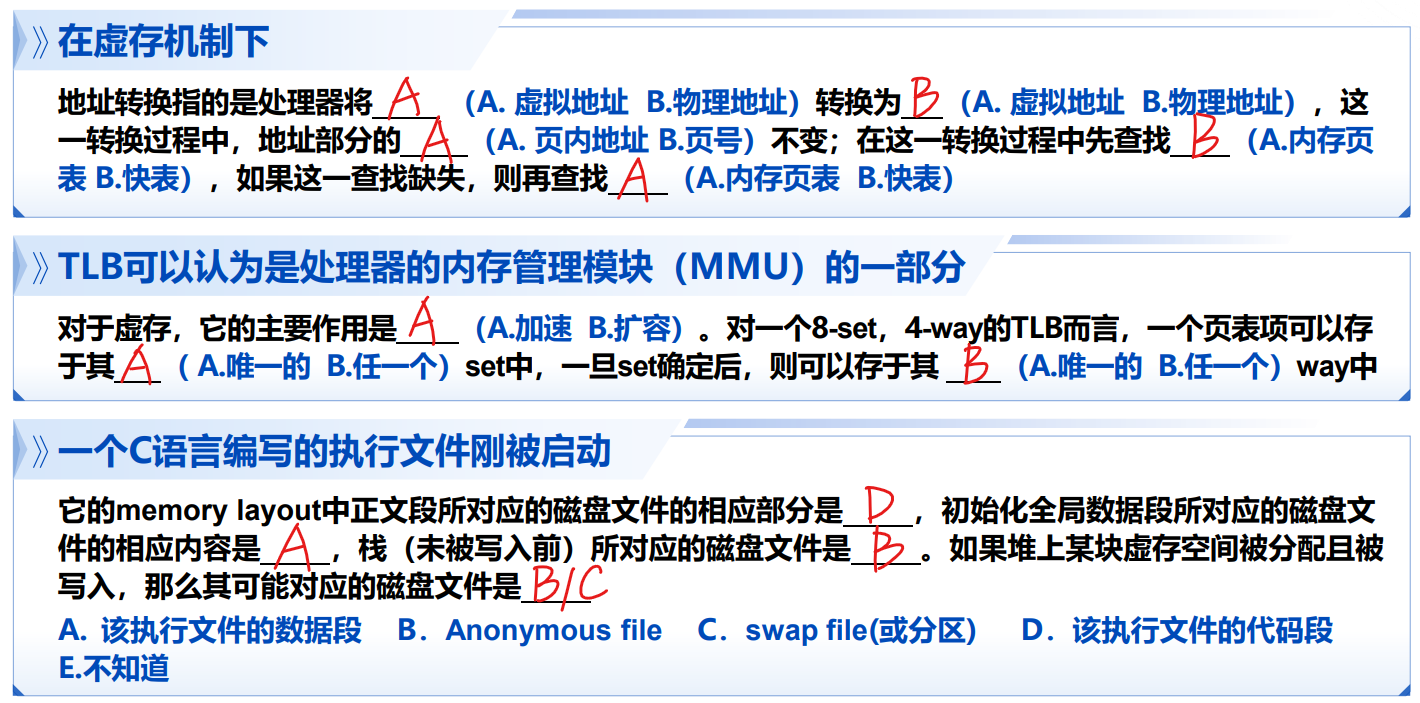 在虚存机制下
地址转换指的是处理器将 A （A. 虚拟地址 B.物理地址）转换为 B （A. 虚拟地址 B.物理地址），这
一转换过程中，地址部分的 A （A. 页内地址 B.页号）不变；在这一转换过程中先查找 B （A.内存页
表 B.快表），如果这一查找缺失，则再查找 A （A.内存页表 B.快表）
TLB可以认为是处理器的内存管理模块（MMU）的一部分
对于虚存，它的主要作用是 A （A.加速 B.扩容）。对一个8-set，4-way的TLB而言，一个页表项可以存
于其 A （ A.唯一的 B.任一个）set中，一旦set确定后，则可以存于其 B （A.唯一的 B.任一个）way中
一个C语言编写的执行文件刚被启动
它的memory layout中正文段所对应的磁盘文件的相应部分是 D ，初始化全局数据段所对应的磁盘文
件的相应内容是 A ，栈（未被写入前）所对应的磁盘文件是 B 。如果堆上某块虚存空间被分配且被
写入，那么其可能对应的磁盘文件是 B/C
A. 该执行文件的数据段 B．Anonymous file C．swap file(或分区) D．该执行文件的代码段
E.不知道